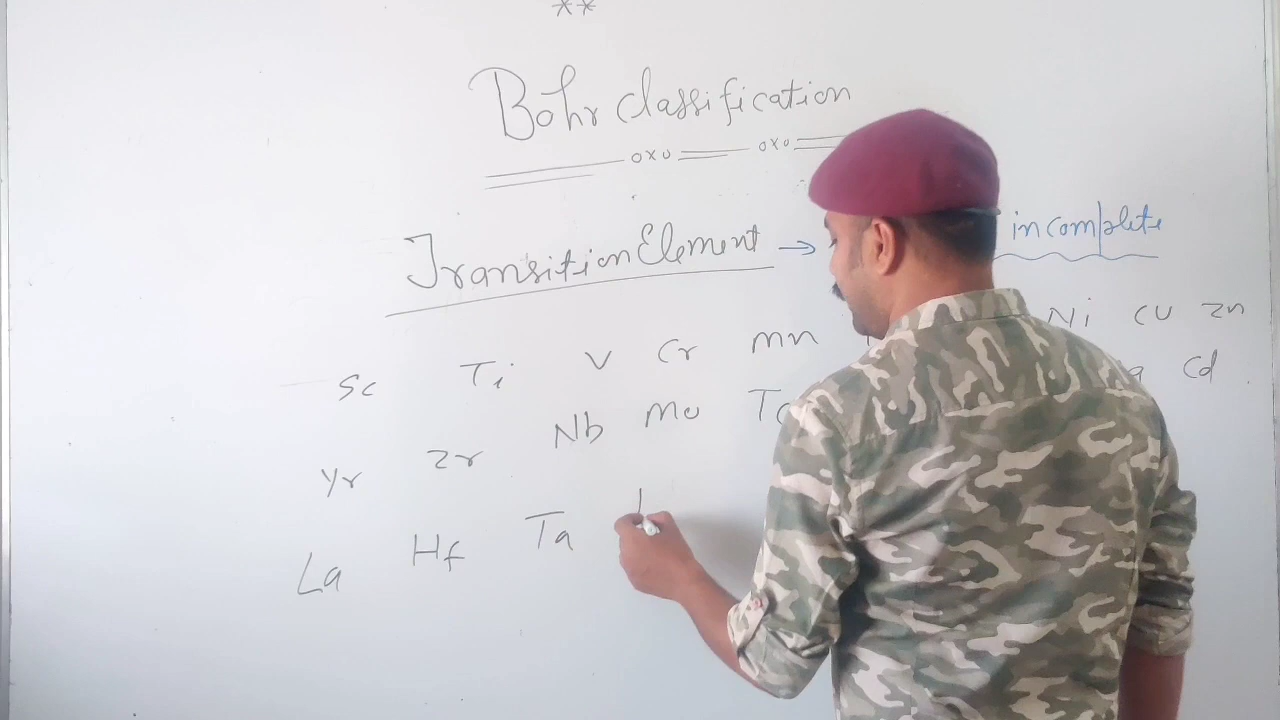 **
Bohr classification
oxo oxo
Transition Element → incomplete
Sc Ti V Cr mn Ni cu zn
Yr zr Nb Mo Tc Cd
La Hf Ta